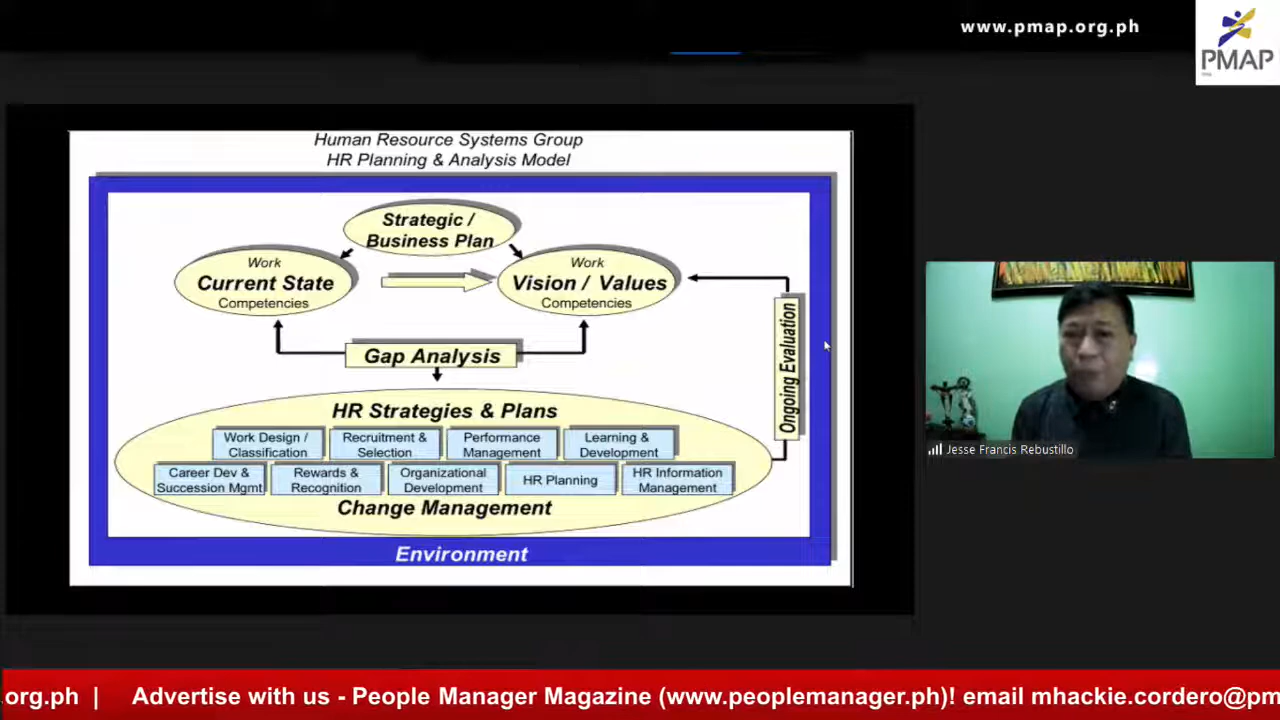 www.pmap.org.ph
PMAP
Human Resource Systems Group
HR Planning & Analysis Model
Strategic /
Business Plan
Work
Current State
Competencies
Work
Vision / Values
Competencies
Gap Analysis
Ongoing Evaluation
HR Strategies & Plans
Work Design /
Classification
Recruitment &
Selection
Performance
Management
Learning &
Development
Career Dev &
Succession Mgmt
Rewards &
Recognition
Organizational
Development
HR Planning
HR Information
Management
Change Management
Environment
Jesse Francis Rebustillo
.org.ph | Advertise with us - People Manager Magazine (www.peoplemanager.ph)! email mhackie.cordero@pm